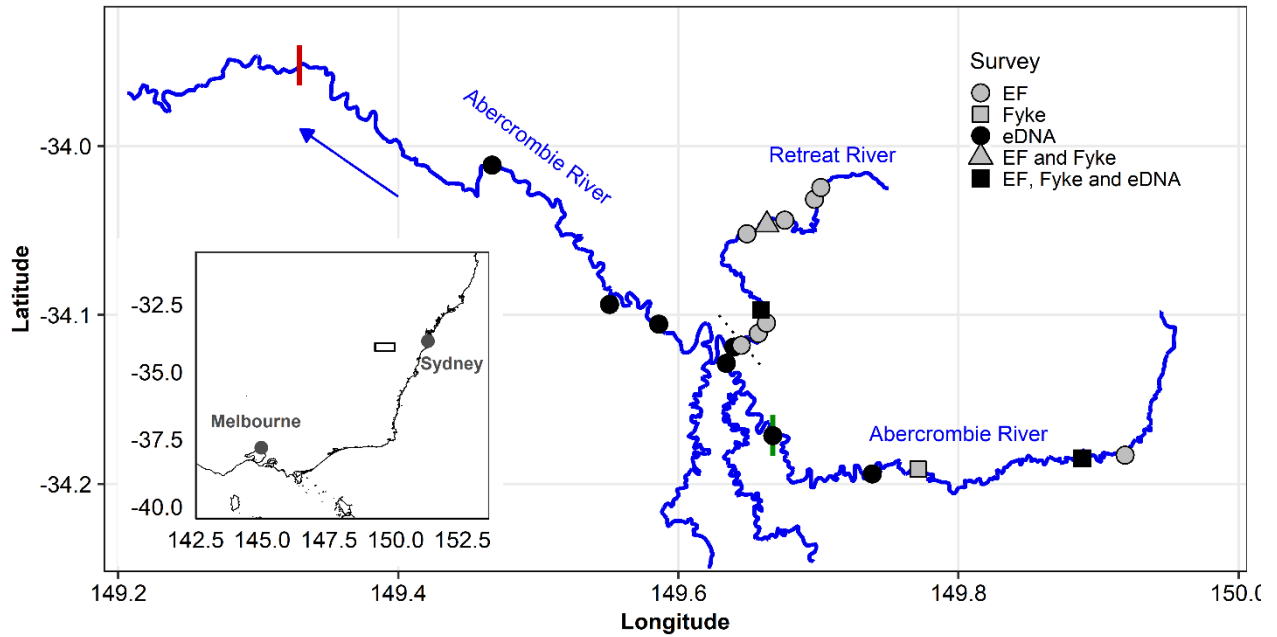 Survey
EF
Fyke
eDNA
EF and Fyke
EF, Fyke and eDNA
Abercrombie River
Retreat River
Abercrombie River
Latitude
-34.0
-34.1
-34.2
-32.5
-35.0
-37.5
-40.0
Sydney
Melbourne
142.5 145.0 147.5 150.0 152.5
149.2 149.4 149.6 149.8 150.0
Longitude